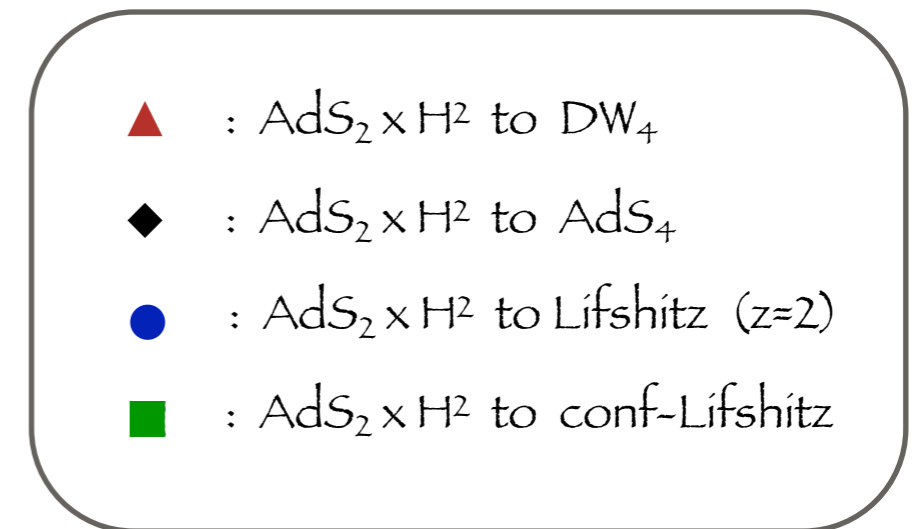 : AdS₂ x H² to DW₄
: AdS₂ x H² to AdS₄
: AdS₂ x H² to Lifshitz (z=2)
: AdS₂ x H² to conf-Lifshitz